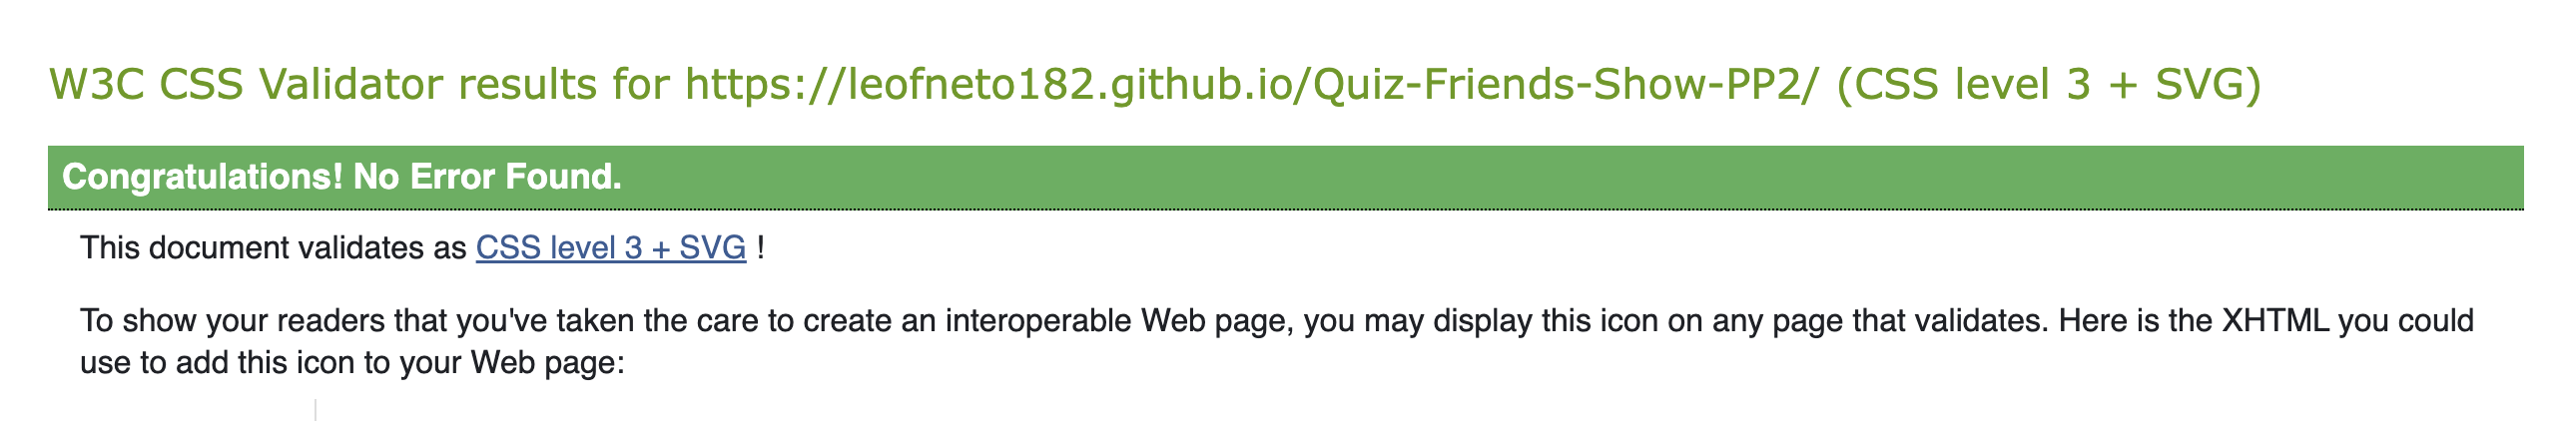 W3C CSS Validator results for https://leofneto182.github.io/Quiz-Friends-Show-PP2/ (CSS level 3 + SVG)
Congratulations! No Error Found.
This document validates as CSS level 3 + SVG !
To show your readers that you've taken the care to create an interoperable Web page, you may display this icon on any page that validates. Here is the XHTML you could
use to add this icon to your Web page: